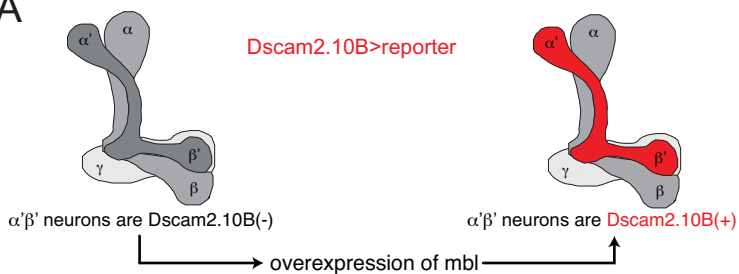 A
α' α
Dscam2.10B>reporter
α' α
γ β' β
γ β' β
α'β' neurons are Dscam2.10B(-)
α'β' neurons are Dscam2.10B(+)
overexpression of mbl